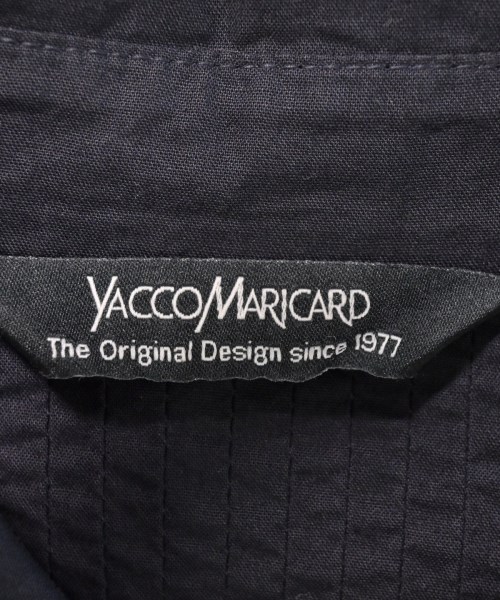 YACCOMARICARD
The Original Design since 1977